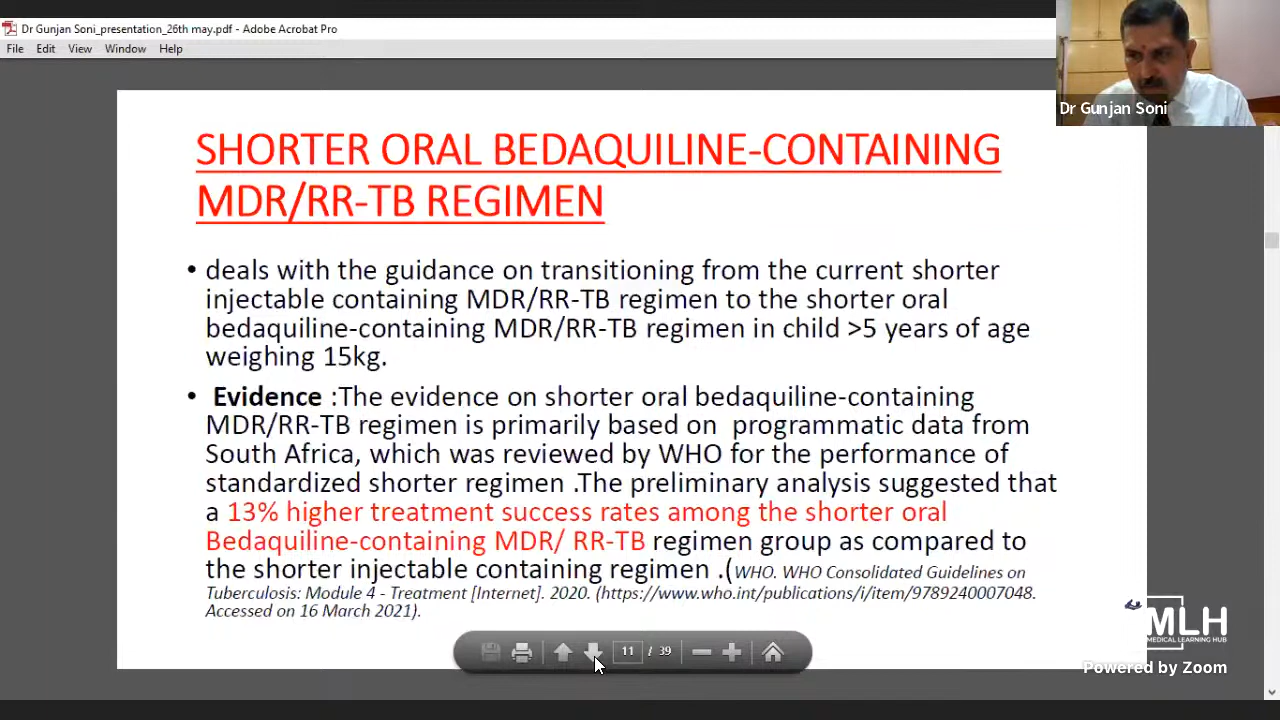 Dr Gunjan Soni_presentation_26th may.pdf - Adobe Acrobat Pro
File Edit View Window Help
Dr Gunjan Soni
SHORTER ORAL BEDAQUILINE-CONTAINING
MDR/RR-TB REGIMEN
• deals with the guidance on transitioning from the current shorter
injectable containing MDR/RR-TB regimen to the shorter oral
bedaquiline-containing MDR/RR-TB regimen in child >5 years of age
weighing 15kg.
• Evidence :The evidence on shorter oral bedaquiline-containing
MDR/RR-TB regimen is primarily based on programmatic data from
South Africa, which was reviewed by WHO for the performance of
standardized shorter regimen .The preliminary analysis suggested that
a 13% higher treatment success rates among the shorter oral
Bedaquiline-containing MDR/ RR-TB regimen group as compared to
the shorter injectable containing regimen .(WHO. WHO Consolidated Guidelines on
Tuberculosis: Module 4 - Treatment [Internet]. 2020. (https://www.who.int/publications/i/item/9789240007048.
Accessed on 16 March 2021).
11 / 39
MLH
MEDICAL LEARNING HUB
Powered by Zoom